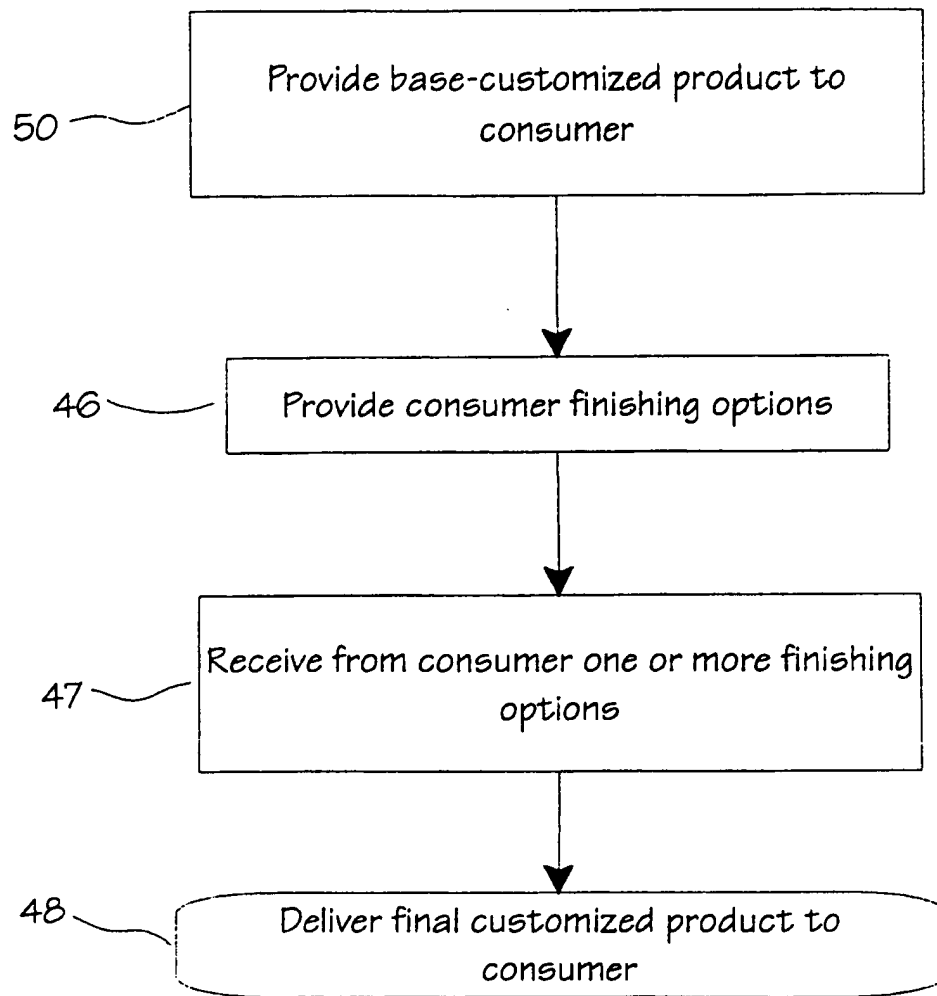 Provide base-customized product to
consumer
50
Provide consumer finishing options
46
Receive from consumer one or more finishing
options
47
Deliver final customized product to
consumer
48